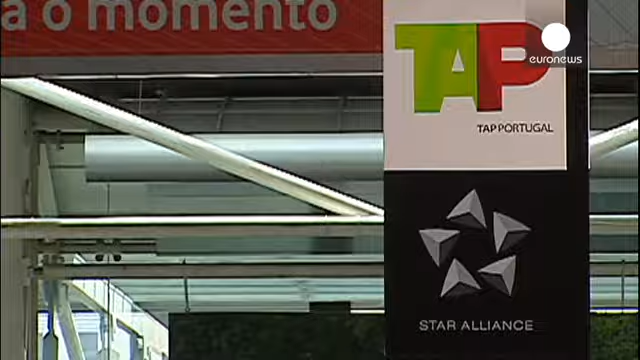 a o momento
TAP
euronews
TAP PORTUGAL
STAR ALLIANCE